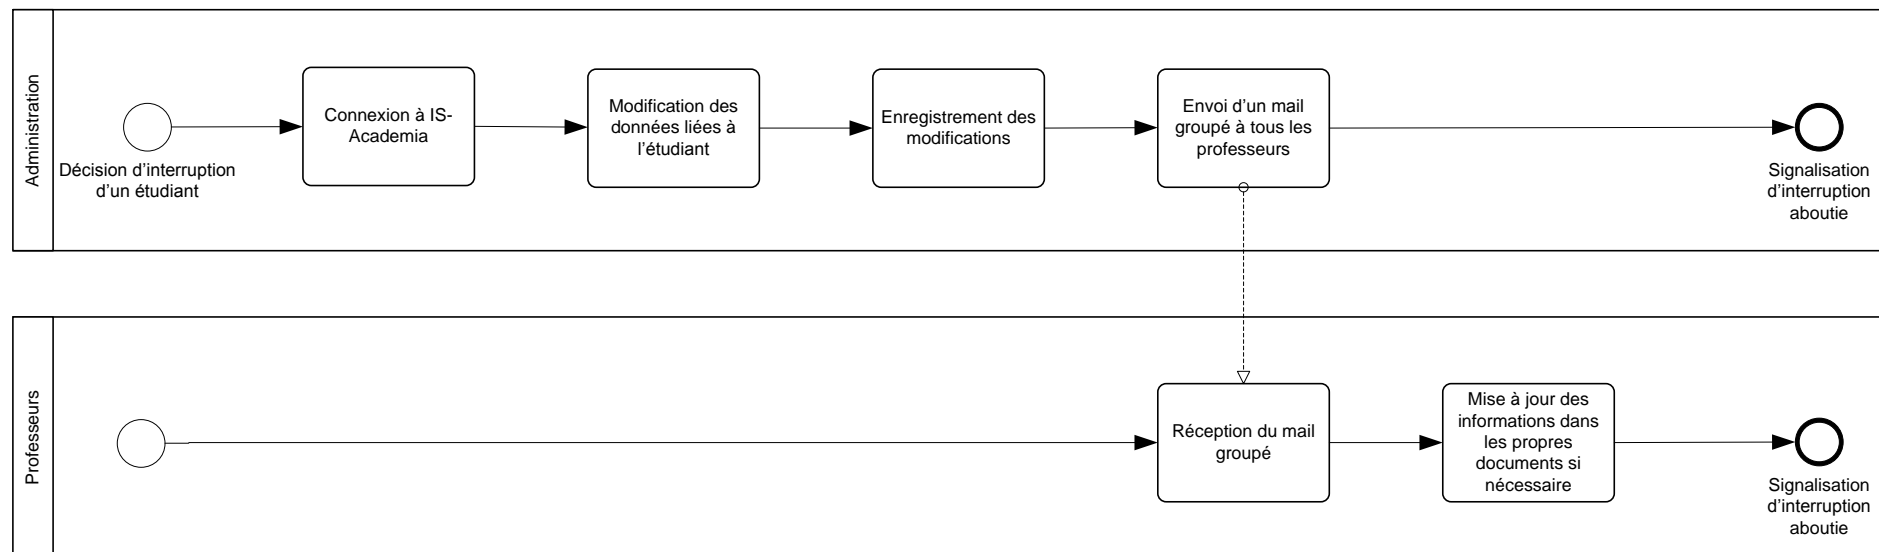 Administration
Décision d'interruption
d'un étudiant
Connexion à IS-
Academia
Modification des
données liées à
l'étudiant
Enregistrement des
modifications
Envoi d'un mail
groupé à tous les
professeurs
Signalisation
d'interruption
aboutie
Professeurs
Réception du mail
groupé
Mise à jour des
informations dans
les propres
documents si
nécessaire
Signalisation
d'interruption
aboutie